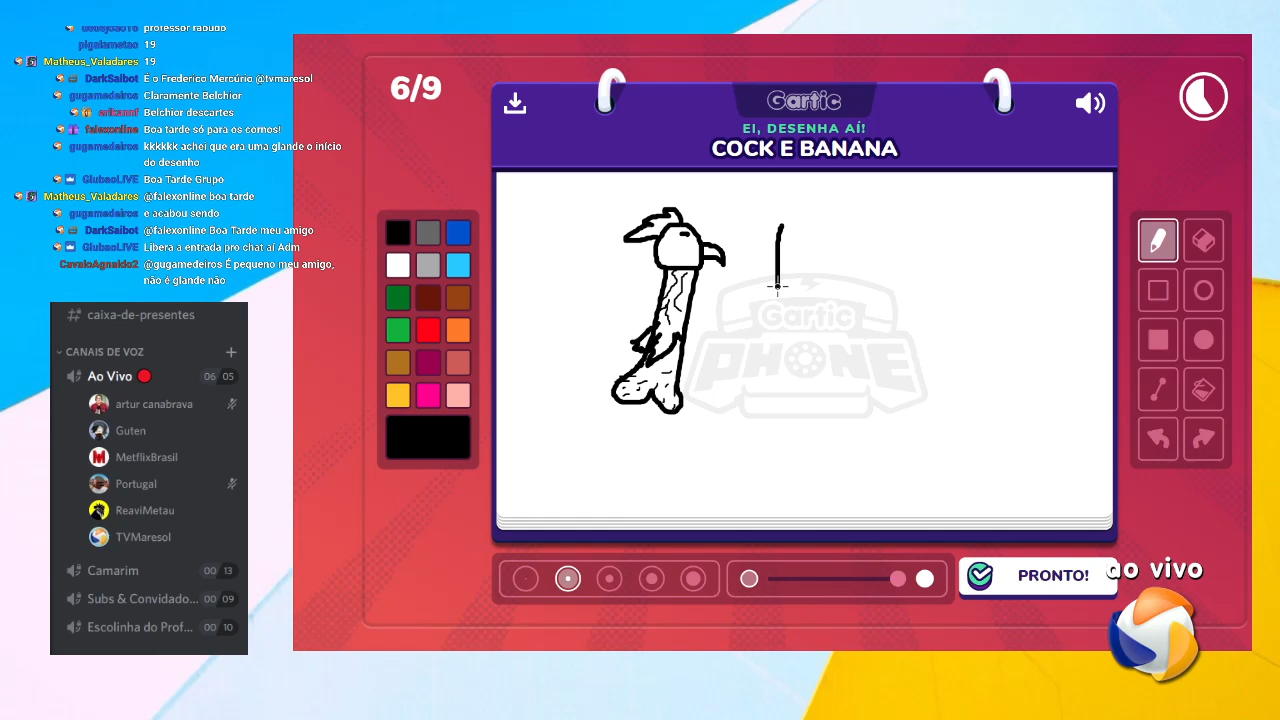 professor rabudo
pigalametao 19
Matheus_Valadares 19
DarkSaibot É o Frederico Mercúrio @tvmaresol
gugamedeiros Claramente Belchior
Belchior descartes
falexonline Boa tarde só para os cornos!
gugamedeiros kkkkkk achei que era uma glande o início
do desenho
GlubaoLIVE Boa Tarde Grupo
Matheus_Valadares @falexonline boa tarde
gugamedeiros e acabou sendo
DarkSaibot @falexonline Boa Tarde meu amigo
GlubaoLIVE Libera a entrada pro chat aí Adm
CavaloAgnaldo2 @gugamedeiros É pequeno meu amigo,
não é glande não
# caixa-de-presentes
CANAIS DE VOZ +
Ao Vivo 06 05
artur canabrava
Guten
MetflixBrasil
Portugal
ReaviMetau
TVMaresol
Camarim 00 13
Subs & Convidado... 00 09
Escolinha do Prof... 00 10
6/9
Gartic
EI, DESENHA AÍ!
COCK E BANANA
Gartic
PHONE
PRONTO!
ao vivo